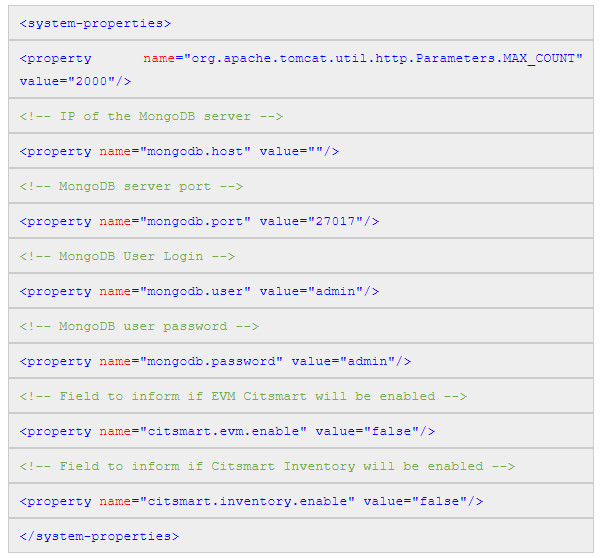 <system-properties>
<property name="org.apache.tomcat.util.http.Parameters.MAX_COUNT"
value="2000"/>
<!-- IP of the MongoDB server -->
<property name="mongodb.host" value=""/>
<!-- MongoDB server port -->
<property name="mongodb.port" value="27017"/>
<!-- MongoDB User Login -->
<property name="mongodb.user" value="admin"/>
<!-- MongoDB user password -->
<property name="mongodb.password" value="admin"/>
<!-- Field to inform if EVM Citsmart will be enabled -->
<property name="citsmart.evm.enable" value="false"/>
<!-- Field to inform if Citsmart Inventory will be enabled -->
<property name="citsmart.inventory.enable" value="false"/>
</system-properties>